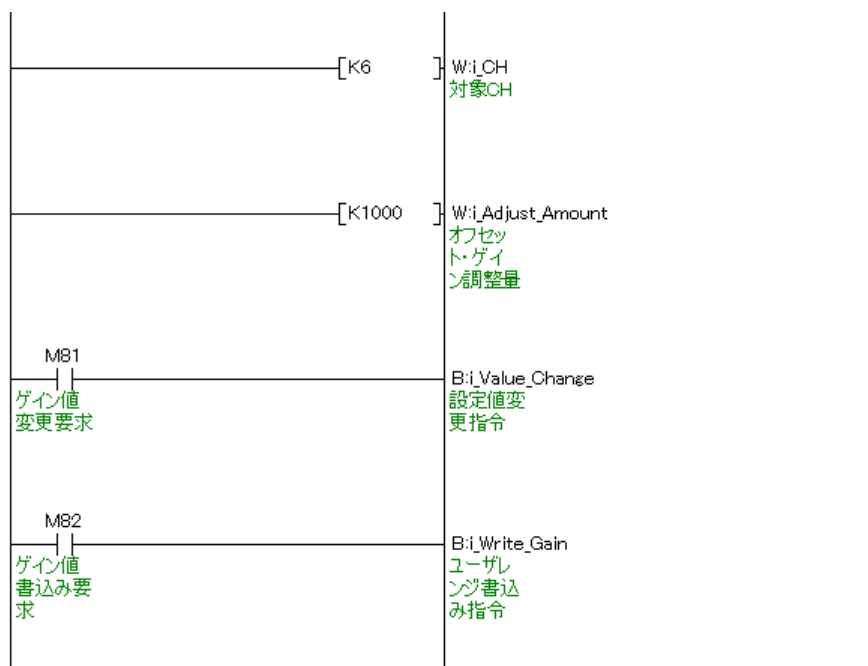 K6 W:i_CH
対象CH
K1000 W:i_Adjust_Amount
オフセッ
ト・ゲイ
ン調整量
M81
B:i_Value_Change
ゲイン値
変更要求
設定値変
更指令
M82
B:i_Write_Gain
ゲイン値
書込み要
求
ユーザレ
ンジ書込
み指令